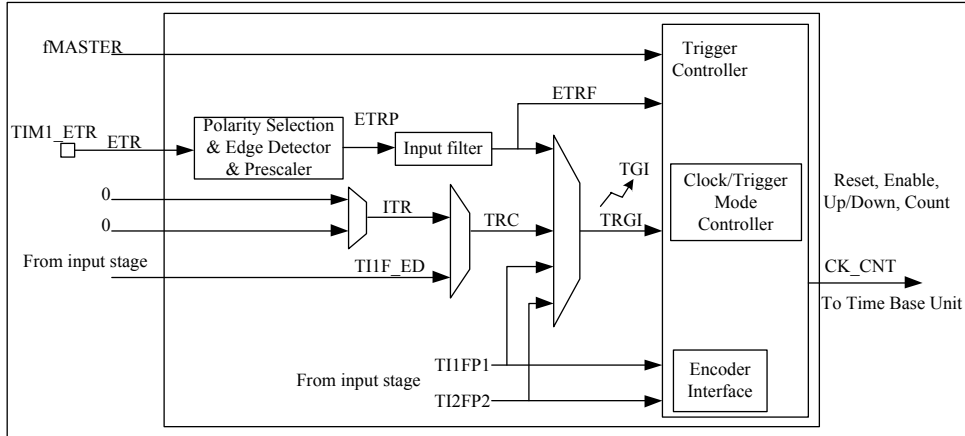 fMASTER
Trigger
Controller
ETRF
TIM1_ETR
ETR
Polarity Selection
& Edge Detector
& Prescaler
ETRP
Input filter
TGI
Clock/Trigger
Mode
Controller
Reset, Enable,
Up/Down, Count
0
ITR
0
TRC
TRGI
From input stage
TI1F_ED
CK_CNT
To Time Base Unit
From input stage
TI1FP1
TI2FP2
Encoder
Interface